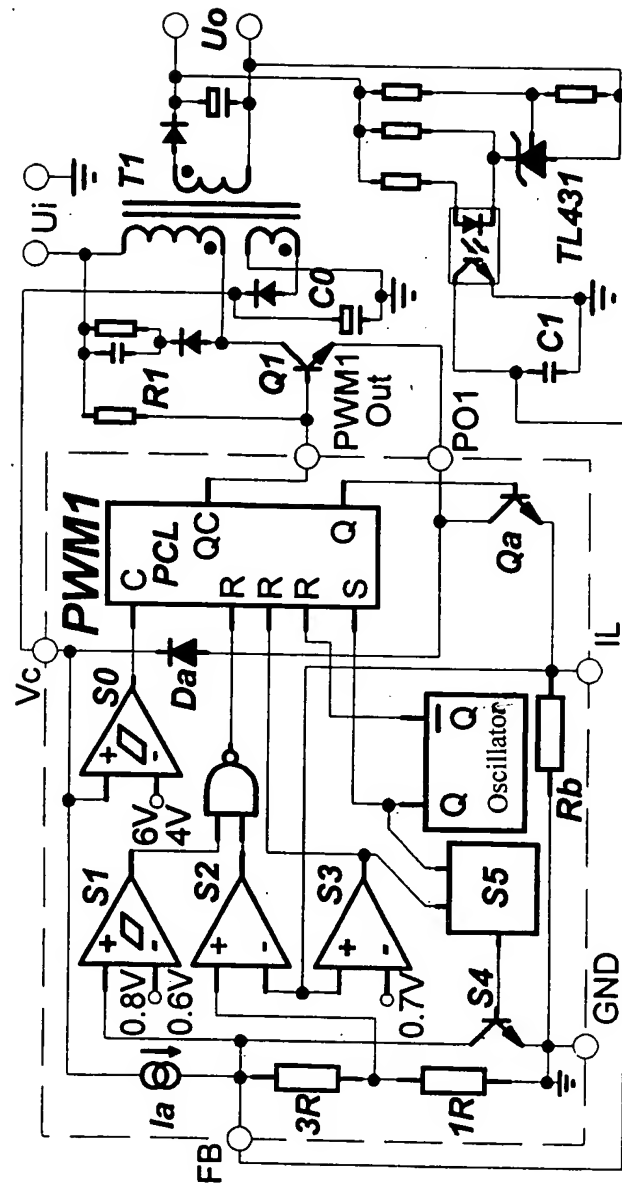 Uo
Ui
T1
C0
R1
Q1
PWM1
Out
PO1
C1
TL431
PWM1
Vc
PCL
C
QC
R
R
R
S
Q
Qa
Da
S0
6V
4V
S1
0.8V
0.6V
S2
S3
0.7V
Q
Q̅
Oscillator
S5
S4
Rb
IL
GND
Ia
3R
1R
FB